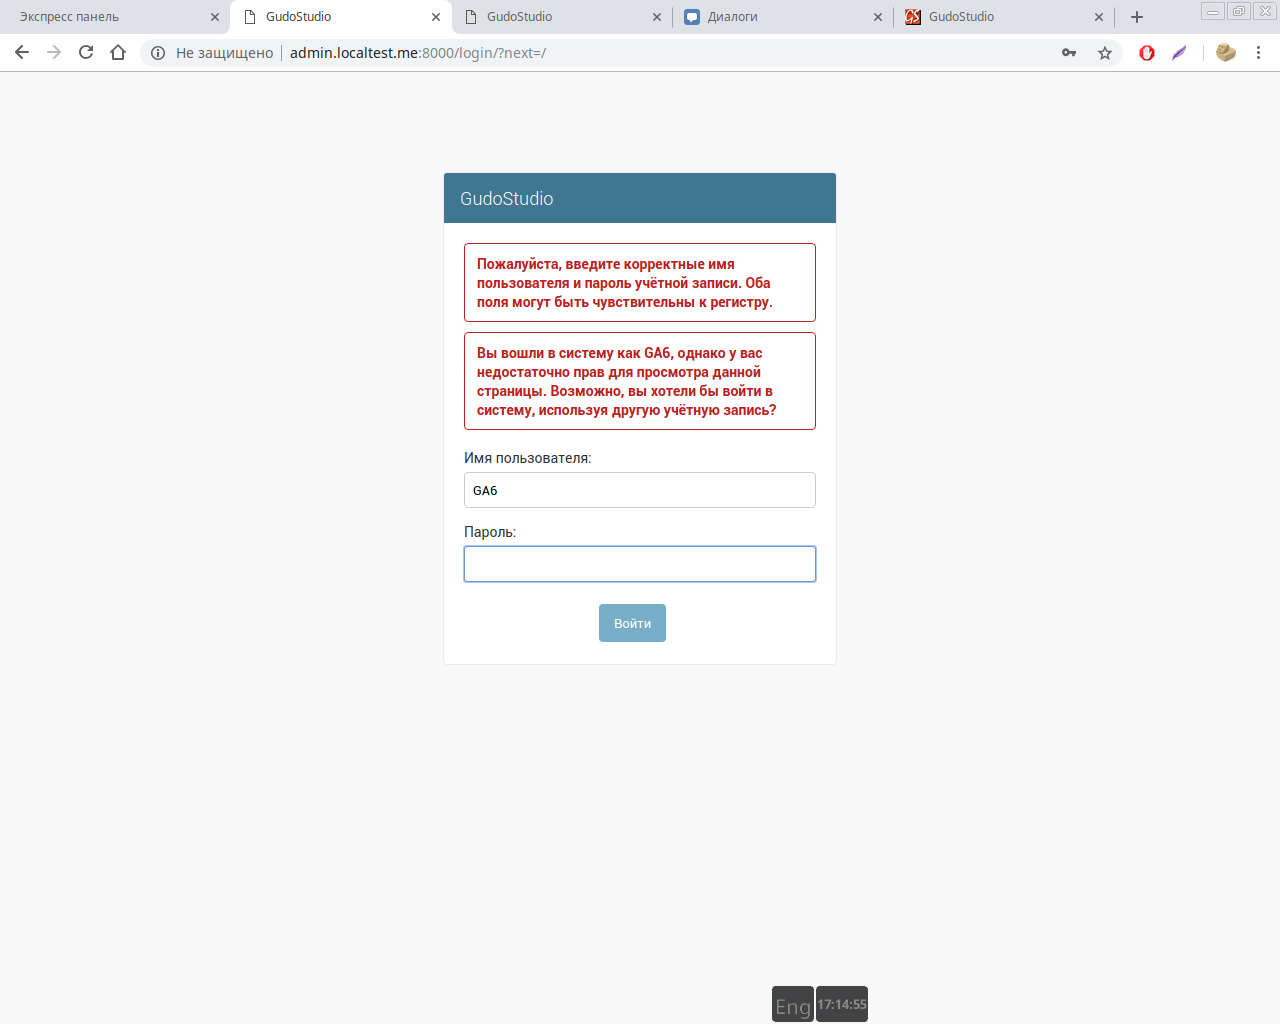 Экспресс панель
GudoStudio
GudoStudio
Диалоги
GudoStudio
Не защищено
admin.localtest.me:8000/login/?next=/
GudoStudio
Пожалуйста, введите корректные имя
пользователя и пароль учётной записи. Оба
поля могут быть чувствительны к регистру.
Вы вошли в систему как GA6, однако у вас
недостаточно прав для просмотра данной
страницы. Возможно, вы хотели бы войти в
систему, используя другую учётную запись?
Имя пользователя:
GA6
Пароль:
Войти
Eng
17:14:55